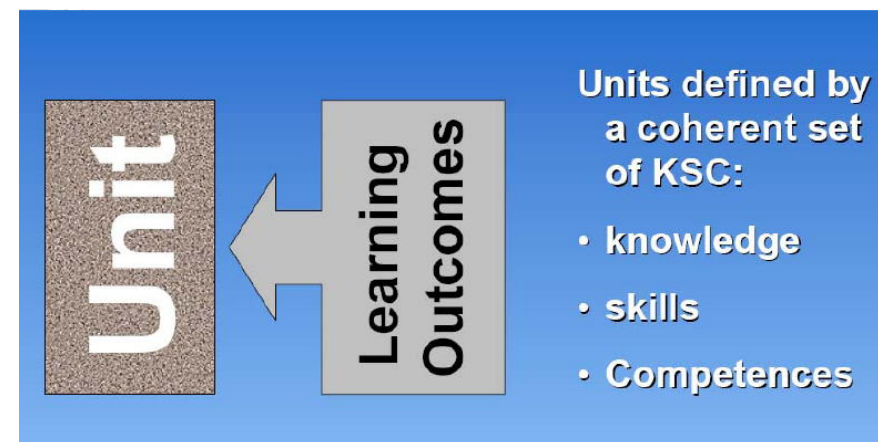 Unit
Learning
Outcomes
Units defined by
a coherent set
of KSC:
• knowledge
• skills
• Competences